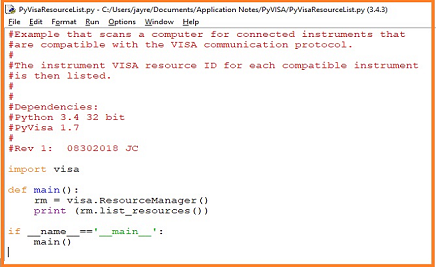 PyVisaResourceList.py - C:/Users/jayre/Documents/Application Notes/PyVISA/PyVisaResourceList.py (3.4.3)
File Edit Format Run Options Window Help
#Example that scans a computer for connected instruments that
#are compatible with the VISA communication protocol.
#
#The instrument VISA resource ID for each compatible instrument
#is then listed.
#
#
#Dependencies:
#Python 3.4 32 bit
#PyVisa 1.7
#
#Rev 1:  08302018 JC

import visa

def main():
    rm = visa.ResourceManager()
    print (rm.list_resources())

if __name__=='__main__':
    main()